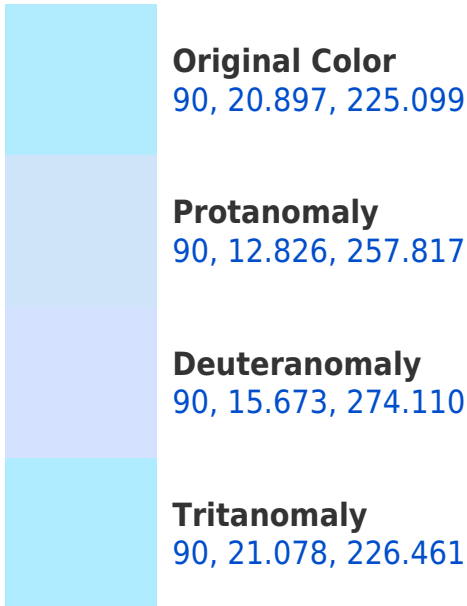 Original Color
90, 20.897, 225.099
Protanomaly
90, 12.826, 257.817
Deuteranomaly
90, 15.673, 274.110
Tritanomaly
90, 21.078, 226.461